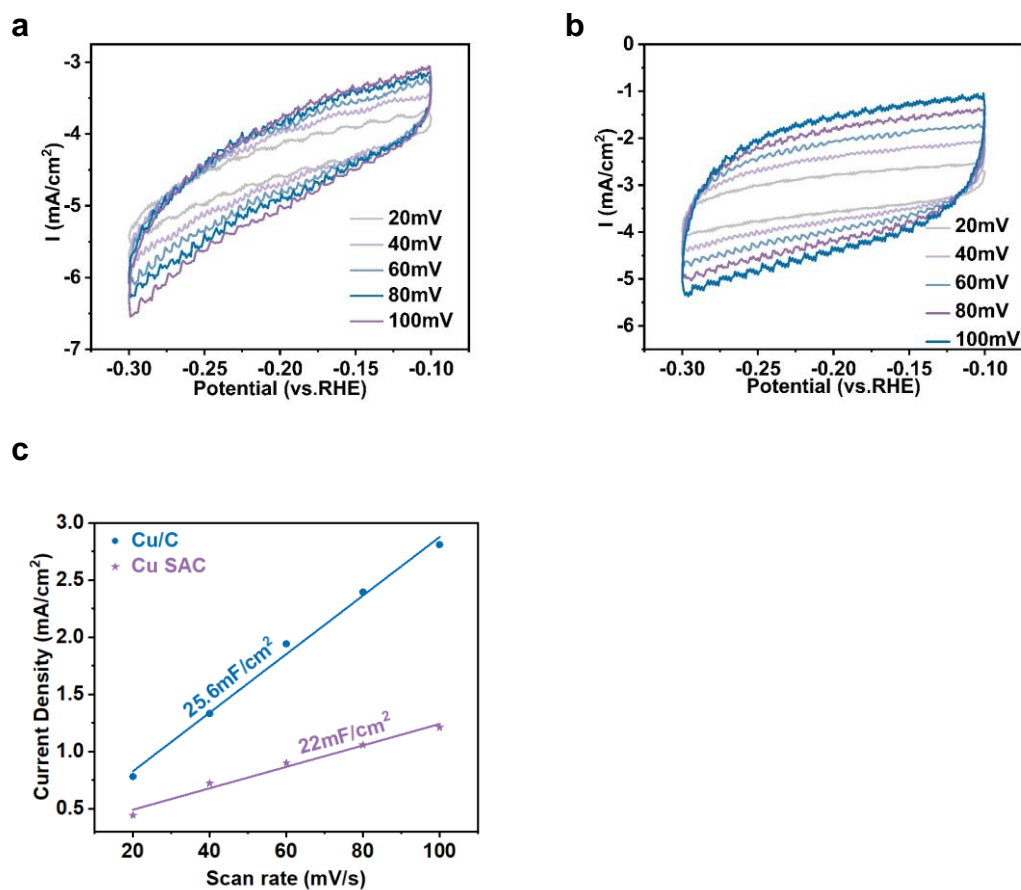 a
-3
-4
-5
-6
-7
I (mA/cm²)
20mV
40mV
60mV
80mV
100mV
-0.30 -0.25 -0.20 -0.15 -0.10
Potential (vs.RHE)
b
0
-1
-2
-3
-4
-5
-6
I (mA/cm²)
20mV
40mV
60mV
80mV
100mV
-0.30 -0.25 -0.20 -0.15 -0.10
Potential (vs.RHE)
c
3.0
2.5
2.0
1.5
1.0
0.5
Current Density (mA/cm²)
Cu/C
Cu SAC
25.6mF/cm²
22mF/cm²
20 40 60 80 100
Scan rate (mV/s)